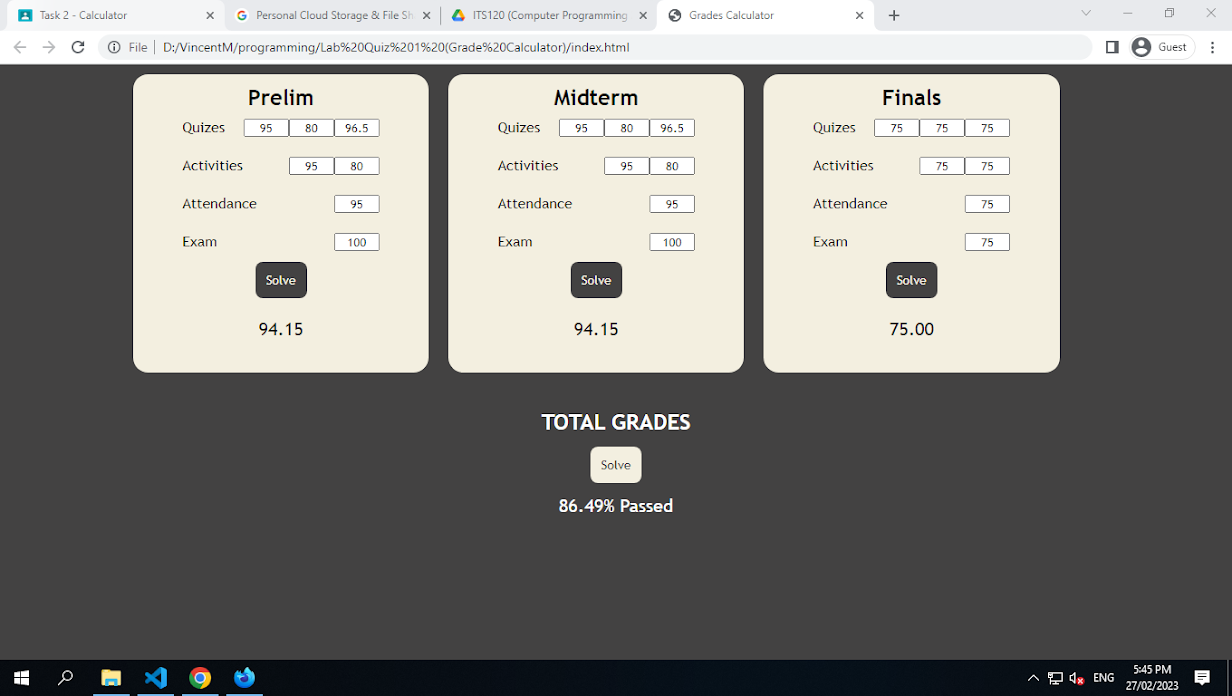 Task 2 - Calculator
Personal Cloud Storage & File Sh
ITS120 (Computer Programming
Grades Calculator
File
D:/VincentM/programming/Lab%20Quiz%201%20(Grade%20Calculator)/index.html
Guest
Prelim
Quizes 95 80 96.5
Activities 95 80
Attendance 95
Exam 100
Solve
94.15
Midterm
Quizes 95 80 96.5
Activities 95 80
Attendance 95
Exam 100
Solve
94.15
Finals
Quizes 75 75 75
Activities 75 75
Attendance 75
Exam 75
Solve
75.00
TOTAL GRADES
Solve
86.49% Passed
ENG
5:45 PM
27/02/2023